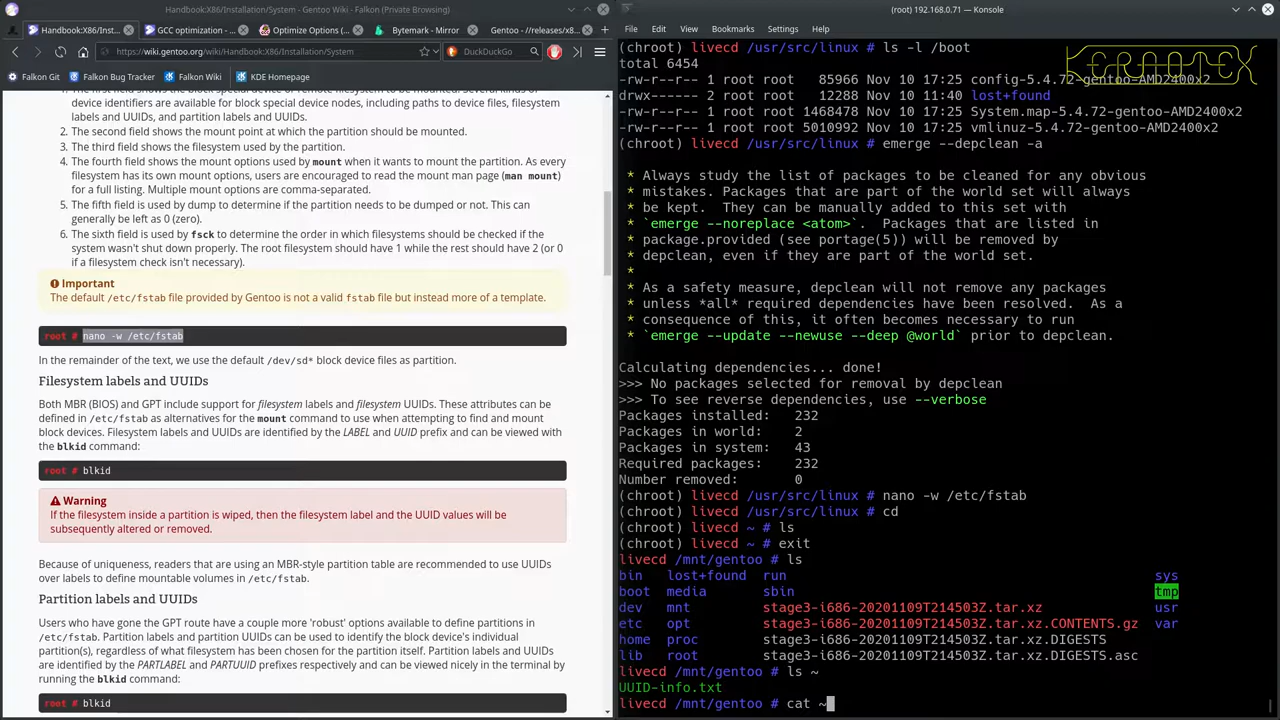 Handbook:X86/Installation/System - Gentoo Wiki - Falkon (Private Browsing)
Handbook:X86/Installation/
GCC optimization - ...
Optimize Options (...
Bytemark - Mirror
Gentoo - //releases/x8...
https://wiki.gentoo.org/wiki/Handbook:X86/Installation/System
DuckDuckGo
Falkon Git
Falkon Bug Tracker
Falkon Wiki
KDE Homepage
device identifiers are available for block special device nodes, including paths to device files, filesystem
labels and UUIDs, and partition labels and UUIDs.
2. The second field shows the mount point at which the partition should be mounted.
3. The third field shows the filesystem used by the partition.
4. The fourth field shows the mount options used by mount when it wants to mount the partition. As every
filesystem has its own mount options, users are encouraged to read the mount man page (man mount)
for a full listing. Multiple mount options are comma-separated.
5. The fifth field is used by dump to determine if the partition needs to be dumped or not. This can
generally be left as 0 (zero).
6. The sixth field is used by fsck to determine the order in which filesystems should be checked if the
system wasn't shut down properly. The root filesystem should have 1 while the rest should have 2 (or 0
if a filesystem check isn't necessary).
Important
The default /etc/fstab file provided by Gentoo is not a valid fstab file but instead more of a template.
root # nano -w /etc/fstab
In the remainder of the text, we use the default /dev/sd* block device files as partition.
Filesystem labels and UUIDs
Both MBR (BIOS) and GPT include support for filesystem labels and filesystem UUIDs. These attributes can be
defined in /etc/fstab as alternatives for the mount command to use when attempting to find and mount
block devices. Filesystem labels and UUIDs are identified by the LABEL and UUID prefix and can be viewed with
the blkid command:
root # blkid
Warning
If the filesystem inside a partition is wiped, then the filesystem label and the UUID values will be
subsequently altered or removed.
Because of uniqueness, readers that are using an MBR-style partition table are recommended to use UUIDs
over labels to define mountable volumes in /etc/fstab.
Partition labels and UUIDs
Users who have gone the GPT route have a couple more 'robust' options available to define partitions in
/etc/fstab. Partition labels and partition UUIDs can be used to identify the block device's individual
partition(s), regardless of what filesystem has been chosen for the partition itself. Partition labels and UUIDs
are identified by the PARTLABEL and PARTUUID prefixes respectively and can be viewed nicely in the terminal by
running the blkid command:
root # blkid
(root) 192.168.0.71 — Konsole
File Edit View Bookmarks Settings Help
KERAOTEX
(chroot) livecd /usr/src/linux # ls -l /boot
total 6454
-rw-r--r-- 1 root root 85966 Nov 10 17:25 config-5.4.72-gentoo-AMD2400x2
drwx------ 2 root root 12288 Nov 10 11:40 lost+found
-rw-r--r-- 1 root root 1468478 Nov 10 17:25 System.map-5.4.72-gentoo-AMD2400x2
-rw-r--r-- 1 root root 5010992 Nov 10 17:25 vmlinuz-5.4.72-gentoo-AMD2400x2
(chroot) livecd /usr/src/linux # emerge --depclean -a
* Always study the list of packages to be cleaned for any obvious
* mistakes. Packages that are part of the world set will always
* be kept. They can be manually added to this set with
* `emerge --noreplace <atom>`. Packages that are listed in
* package.provided (see portage(5)) will be removed by
* depclean, even if they are part of the world set.
*
* As a safety measure, depclean will not remove any packages
* unless *all* required dependencies have been resolved. As a
* consequence of this, it often becomes necessary to run
* `emerge --update --newuse --deep @world` prior to depclean.
Calculating dependencies... done!
>>> No packages selected for removal by depclean
>>> To see reverse dependencies, use --verbose
Packages installed: 232
Packages in world: 2
Packages in system: 43
Required packages: 232
Number removed: 0
(chroot) livecd /usr/src/linux # nano -w /etc/fstab
(chroot) livecd /usr/src/linux # cd
(chroot) livecd ~ # ls
(chroot) livecd ~ # exit
livecd /mnt/gentoo # ls
bin lost+found run sys
boot media sbin tmp
dev mnt stage3-i686-20201109T214503Z.tar.xz usr
etc opt stage3-i686-20201109T214503Z.tar.xz.CONTENTS.gz var
home proc stage3-i686-20201109T214503Z.tar.xz.DIGESTS
lib root stage3-i686-20201109T214503Z.tar.xz.DIGESTS.asc
livecd /mnt/gentoo # ls ~
UUID-info.txt
livecd /mnt/gentoo # cat ~